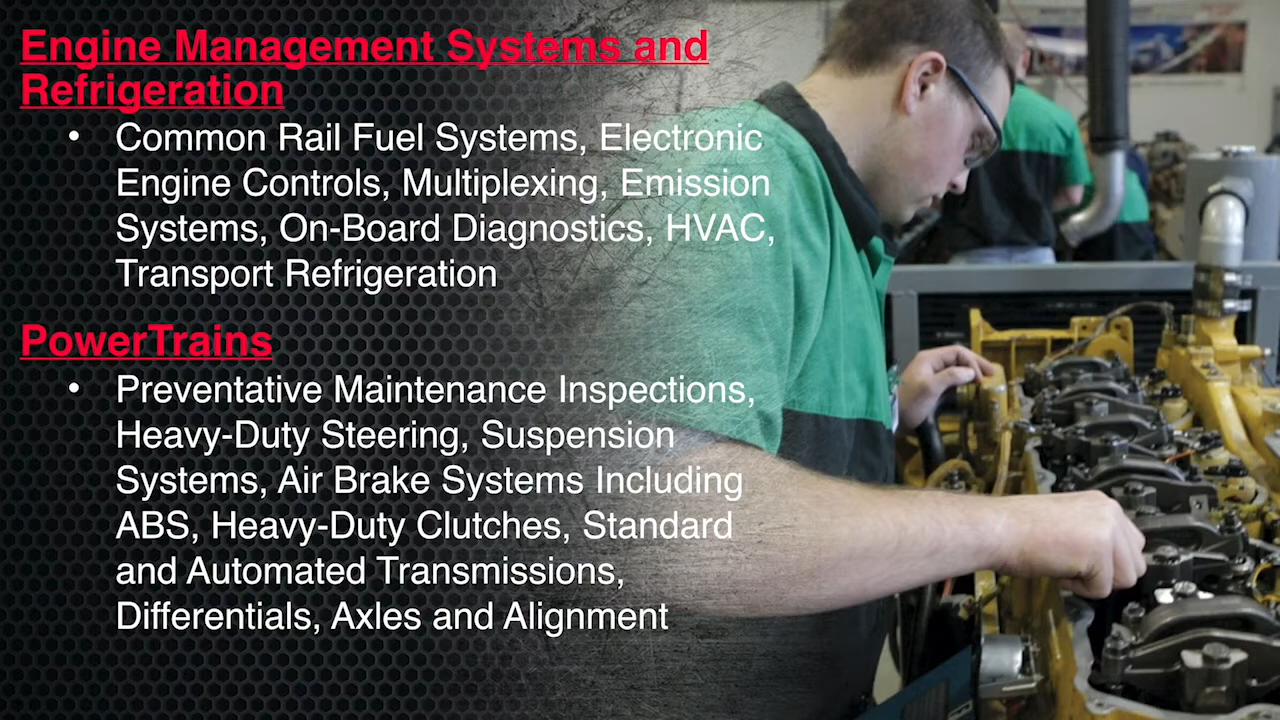 Engine Management Systems and
Refrigeration
• Common Rail Fuel Systems, Electronic
Engine Controls, Multiplexing, Emission
Systems, On-Board Diagnostics, HVAC,
Transport Refrigeration
PowerTrains
• Preventative Maintenance Inspections,
Heavy-Duty Steering, Suspension
Systems, Air Brake Systems Including
ABS, Heavy-Duty Clutches, Standard
and Automated Transmissions,
Differentials, Axles and Alignment